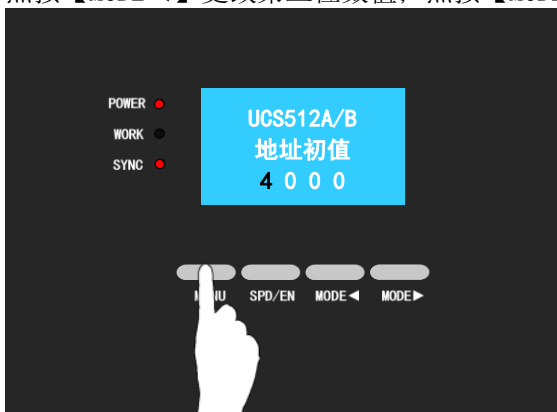 POWER
WORK
SYNC
UCS512A/B
地址初值
4 0 0 0
SPD/EN
MODE◀
MODE▶